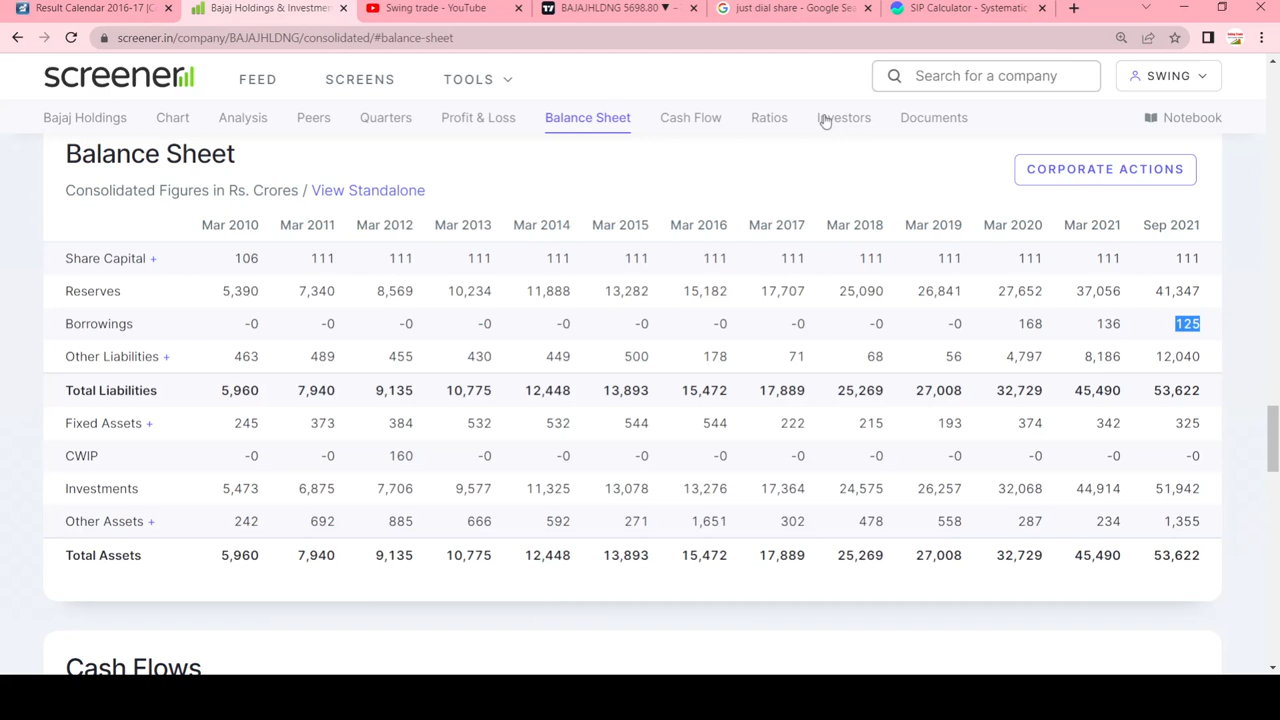 Result Calendar 2016-17 |C
Bajaj Holdings & Investmen
Swing trade - YouTube
BAJAJHLDNG 5698.80 ▼ −
just dial share - Google Sea
SIP Calculator - Systematic
screener.in/company/BAJAJHLDNG/consolidated/#balance-sheet
screener FEED SCREENS TOOLS Search for a company SWING
Bajaj Holdings Chart Analysis Peers Quarters Profit & Loss Balance Sheet Cash Flow Ratios Investors Documents Notebook
Balance Sheet
CORPORATE ACTIONS
Consolidated Figures in Rs. Crores / View Standalone
Mar 2010 Mar 2011 Mar 2012 Mar 2013 Mar 2014 Mar 2015 Mar 2016 Mar 2017 Mar 2018 Mar 2019 Mar 2020 Mar 2021 Sep 2021
Share Capital + 106 111 111 111 111 111 111 111 111 111 111 111 111
Reserves 5,390 7,340 8,569 10,234 11,888 13,282 15,182 17,707 25,090 26,841 27,652 37,056 41,347
Borrowings -0 -0 -0 -0 -0 -0 -0 -0 -0 -0 168 136 125
Other Liabilities + 463 489 455 430 449 500 178 71 68 56 4,797 8,186 12,040
Total Liabilities 5,960 7,940 9,135 10,775 12,448 13,893 15,472 17,889 25,269 27,008 32,729 45,490 53,622
Fixed Assets + 245 373 384 532 532 544 544 222 215 193 374 342 325
CWIP -0 -0 160 -0 -0 -0 -0 -0 -0 -0 -0 -0 -0
Investments 5,473 6,875 7,706 9,577 11,325 13,078 13,276 17,364 24,575 26,257 32,068 44,914 51,942
Other Assets + 242 692 885 666 592 271 1,651 302 478 558 287 234 1,355
Total Assets 5,960 7,940 9,135 10,775 12,448 13,893 15,472 17,889 25,269 27,008 32,729 45,490 53,622
Cash Flows